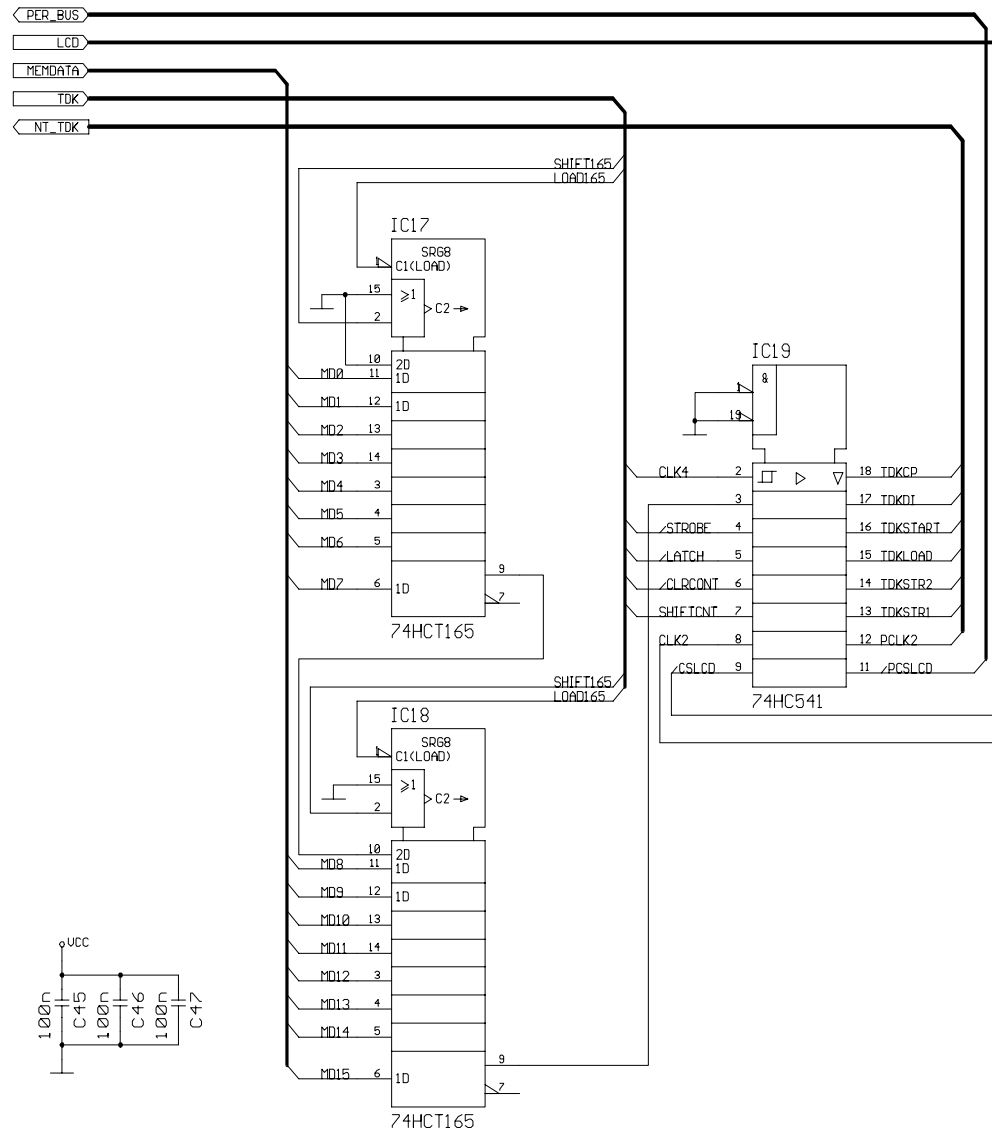 PER_BUS
LCD
MEMDATA
TDK
NT_TDK
SHIFT165
LOAD165
IC17
SRG8
1 C1(LOAD)
15 ≥1
C2
2
10 2D
MD0 11 1D
MD1 12 1D
MD2 13
MD3 14
MD4 3
MD5 4
MD6 5
MD7 6 1D
9
7
74HCT165
IC19
1 &
19
CLK4 2 18 TDKCP
3 17 TDKDI
/STROBE 4 16 TDKSTART
/LATCH 5 15 TDKLOAD
/CLRCONT 6 14 TDKSTR2
SHIFTCNT 7 13 TDKSTR1
CLK2 8 12 PCLK2
/CSLCD 9 11 /PCSLCD
74HC541
SHIFT165
LOAD165
IC18
SRG8
1 C1(LOAD)
15 ≥1
C2
2
10 2D
MD8 11 1D
MD9 12 1D
MD10 13
MD11 14
MD12 3
MD13 4
MD14 5
MD15 6 1D
9
7
74HCT165
VCC
100n C45
100n C46
100n C47